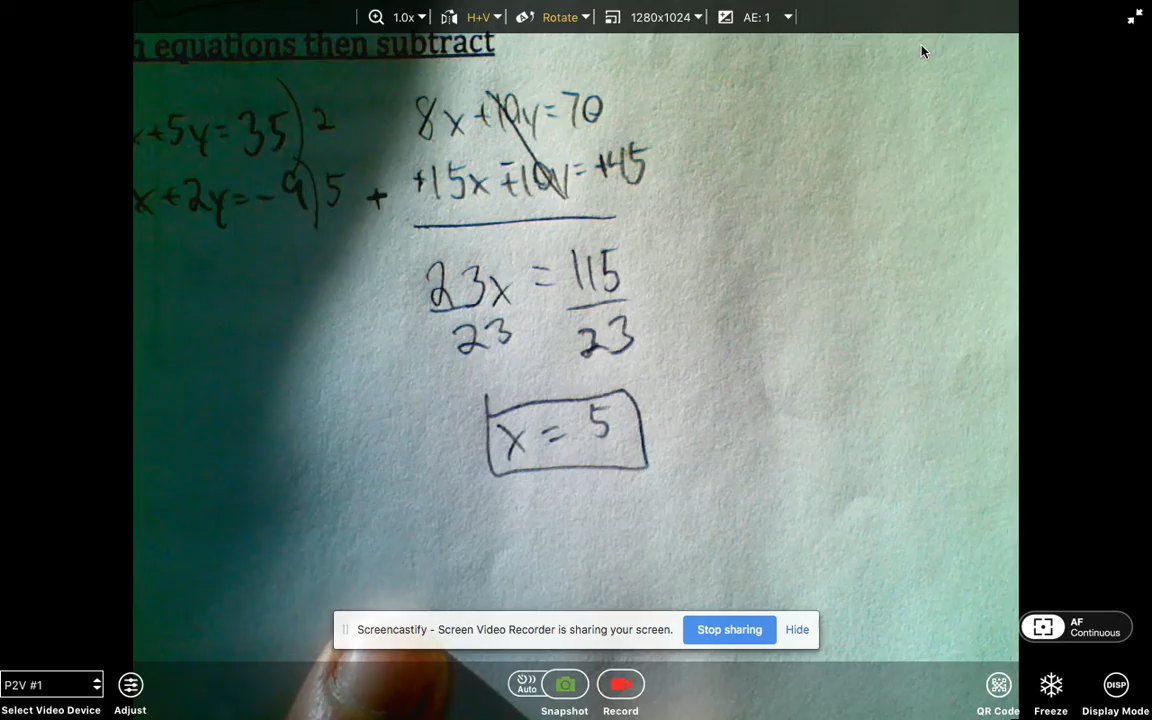 1.0x H+V Rotate 1280x1024 AE: 1
n equations then subtract
x+5y=35)2
x+2y=-9)5
8x+10y=70
+ +15x-10y=+45
23x = 115
23 23
x = 5
Screencastify - Screen Video Recorder is sharing your screen. Stop sharing Hide
AF
Continuous
P2V #1
Select Video Device
Adjust
Auto
Snapshot
Record
QR Code
Freeze
DISP
Display Mode